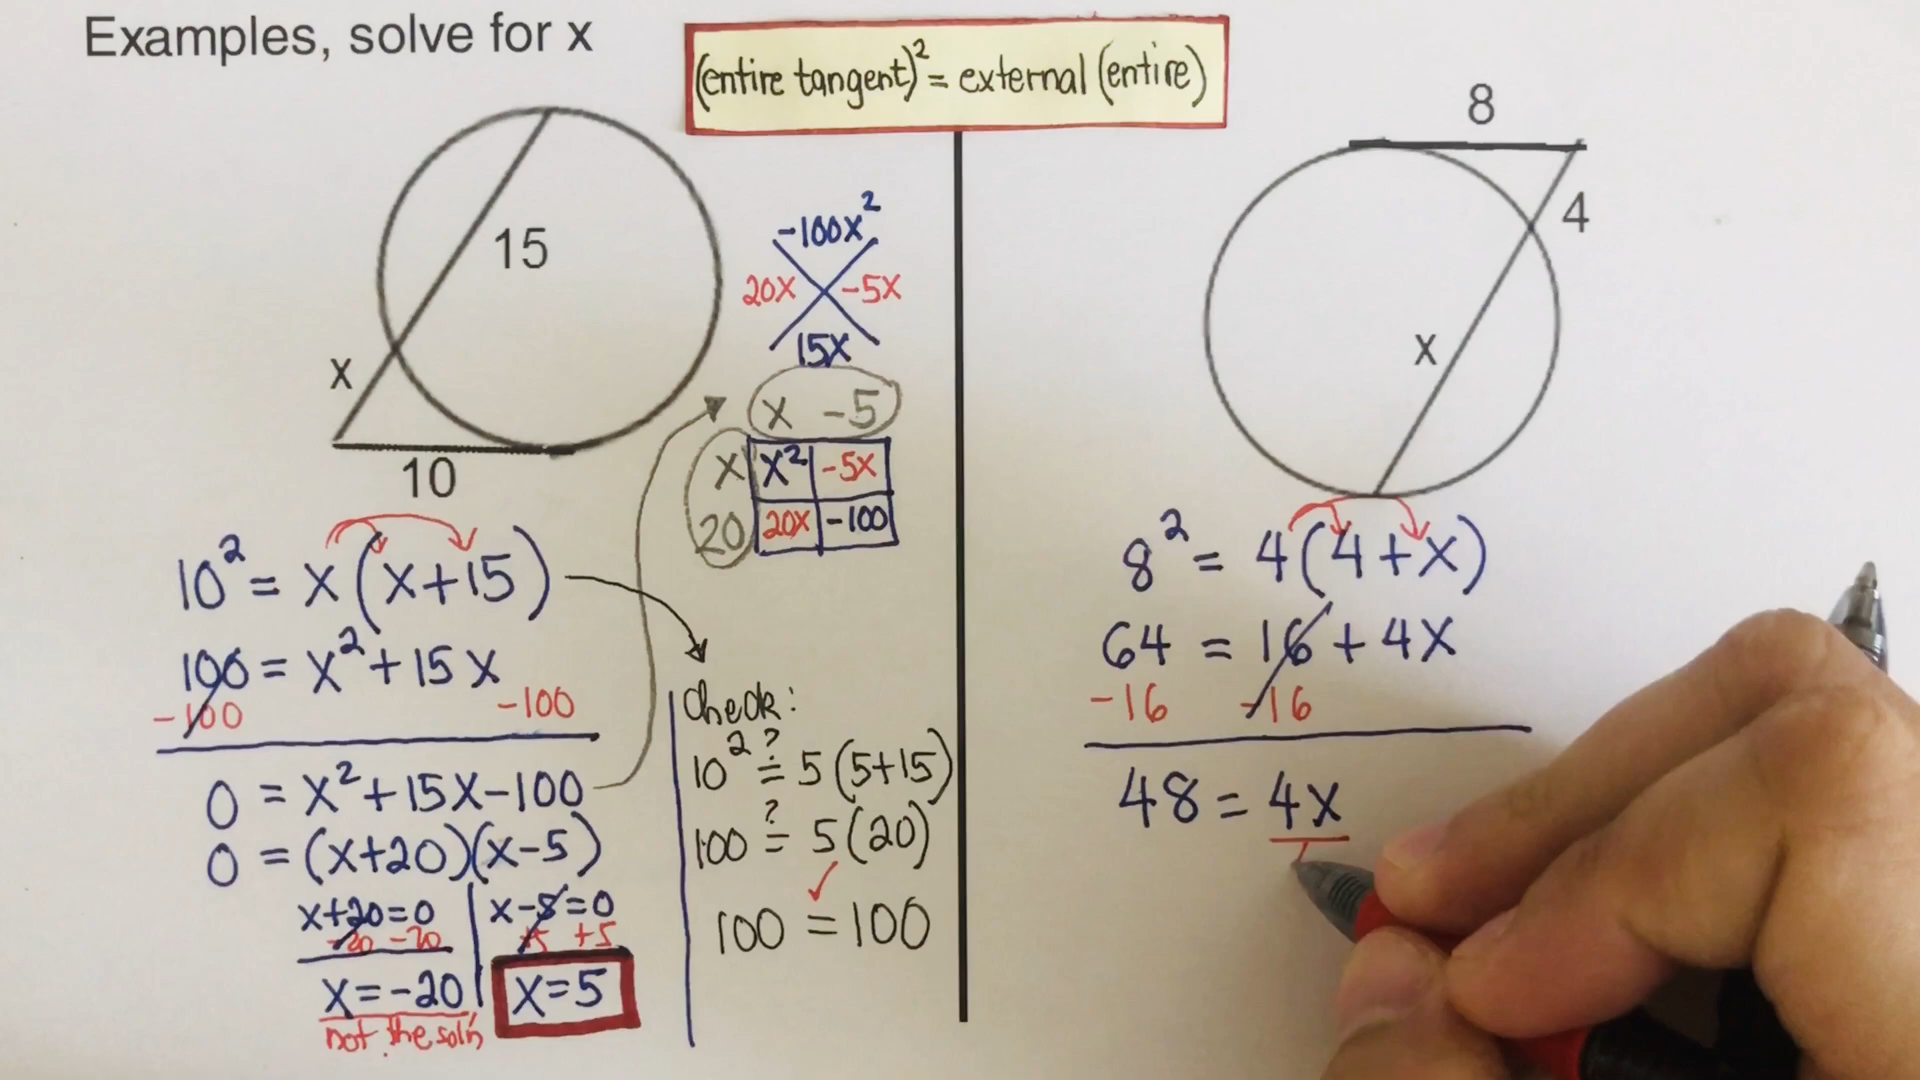 Examples, solve for x
(entire tangent)² = external (entire)
15
x
10
-100x²
20x -5x
15x
x -5
x x² -5x
20 20x -100
10² = x(x+15)
100 = x² + 15x
-100 -100
0 = x² + 15x - 100
0 = (x+20)(x-5)
x+20=0 x-5=0
-20 -20 +5 +5
x=-20 x=5
not the sol'n
Check:
10² ≟ 5(5+15)
100 ≟ 5(20)
✓
100 = 100
8
4
x
8² = 4(4+x)
64 = 16 + 4x
-16 -16
48 = 4x